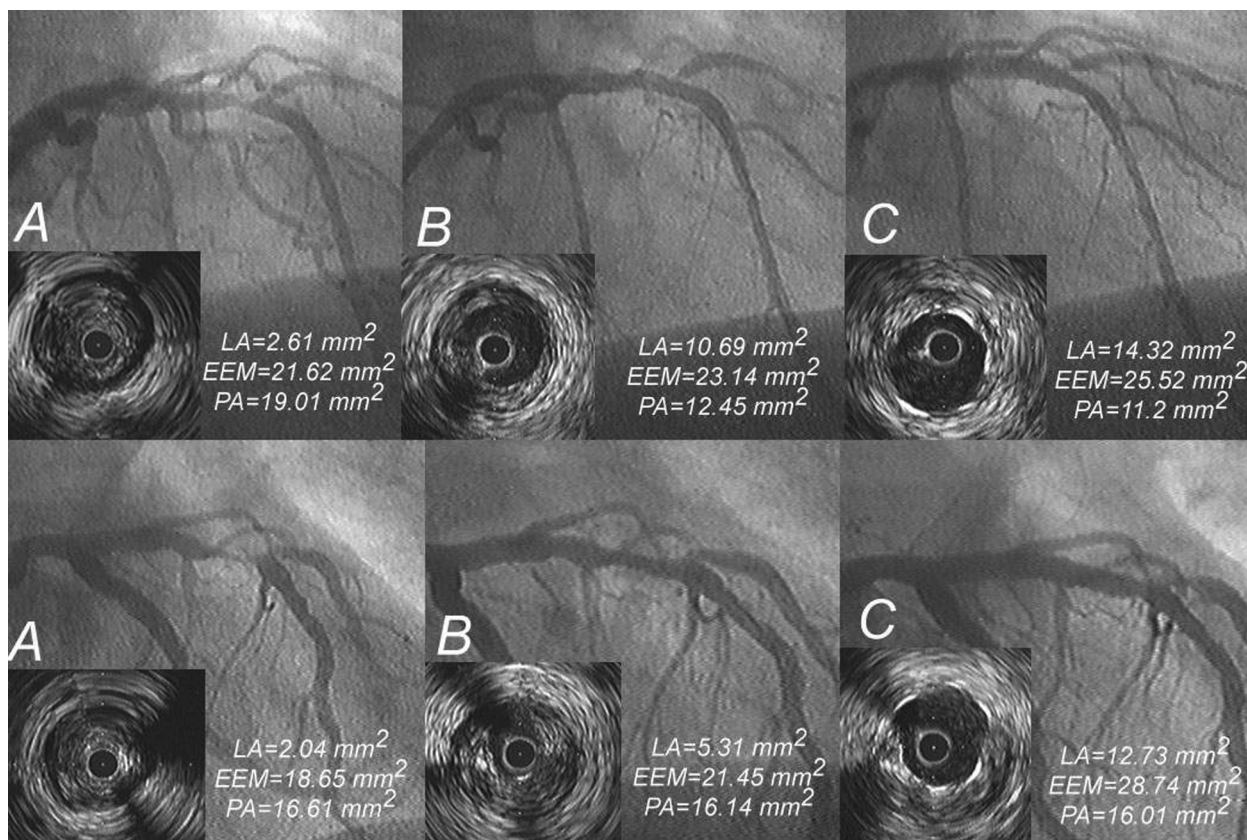 A
LA=2.61 mm²
EEM=21.62 mm²
PA=19.01 mm²
B
LA=10.69 mm²
EEM=23.14 mm²
PA=12.45 mm²
C
LA=14.32 mm²
EEM=25.52 mm²
PA=11.2 mm²
A
LA=2.04 mm²
EEM=18.65 mm²
PA=16.61 mm²
B
LA=5.31 mm²
EEM=21.45 mm²
PA=16.14 mm²
C
LA=12.73 mm²
EEM=28.74 mm²
PA=16.01 mm²